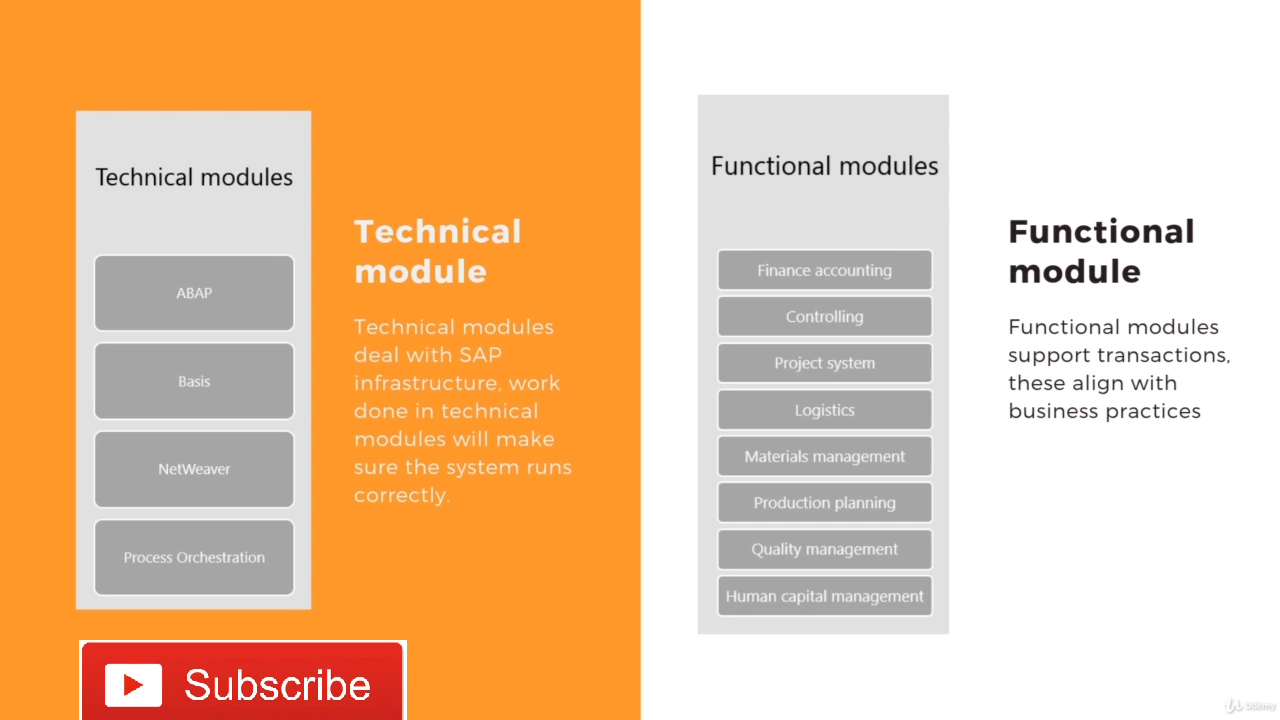 Technical modules
ABAP
Basis
NetWeaver
Process Orchestration
Technical
module
Technical modules
deal with SAP
infrastructure, work
done in technical
modules will make
sure the system runs
correctly.
Subscribe
Functional modules
Finance accounting
Controlling
Project system
Logistics
Materials management
Production planning
Quality management
Human capital management
Functional
module
Functional modules
support transactions,
these align with
business practices
Udemy